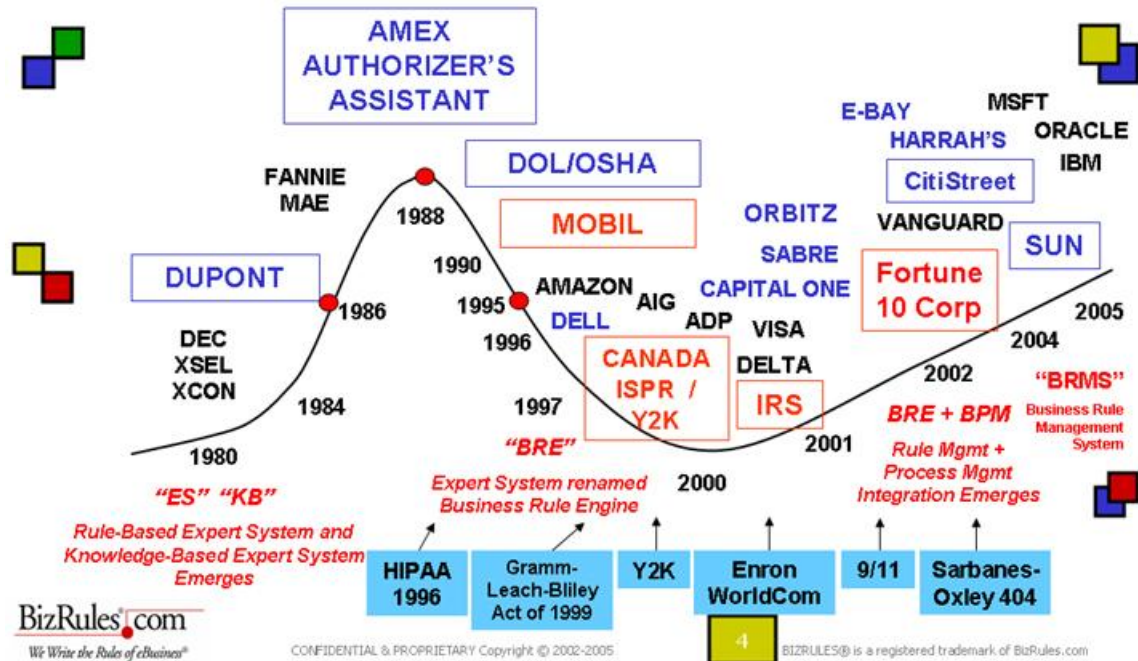 AMEX
AUTHORIZER'S
ASSISTANT
E-BAY
MSFT
HARRAH'S
ORACLE
IBM
FANNIE
MAE
DOL/OSHA
CitiStreet
1988
MOBIL
ORBITZ
VANGUARD
SUN
DUPONT
1990
SABRE
Fortune
10 Corp
1986
1995
AMAZON
AIG
CAPITAL ONE
2005
DEC
XSEL
XCON
1996
DELL
ADP
VISA
2004
CANADA
ISPR /
Y2K
DELTA
IRS
2002
"BRMS"
Business Rule
Management
System
1984
1997
2001
BRE + BPM
Rule Mgmt +
Process Mgmt
Integration Emerges
1980
"BRE"
Expert System renamed
Business Rule Engine
2000
"ES" "KB"
Rule-Based Expert System and
Knowledge-Based Expert System
Emerges
HIPAA
1996
Gramm-
Leach-Bliley
Act of 1999
Y2K
Enron
WorldCom
9/11
Sarbanes-
Oxley 404
BizRules®.com
We Write the Rules of eBusiness®
CONFIDENTIAL & PROPRIETARY Copyright © 2002-2005
4
BIZRULES® is a registered trademark of BizRules.com